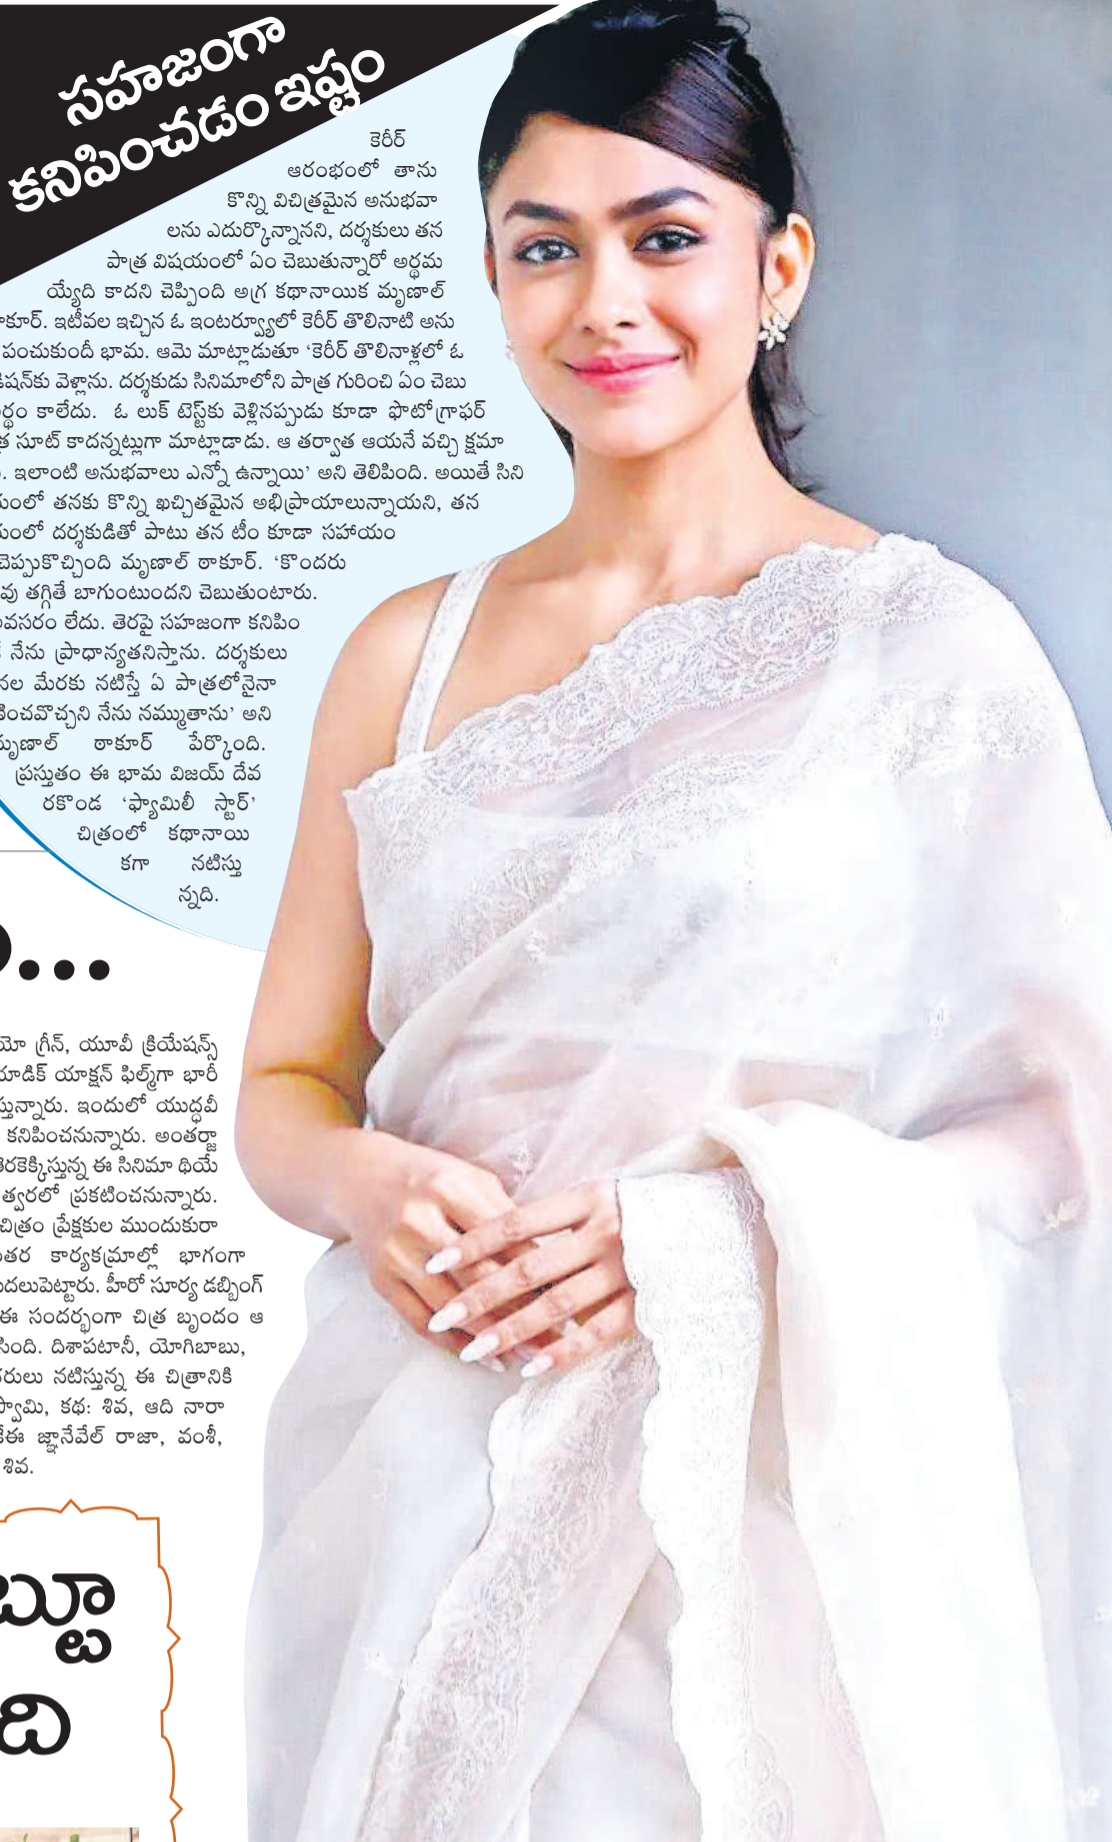 సహజంగా
కనిపించడం ఇష్టం
కెరీర్
ఆరంభంలో తాను
కొన్ని విచిత్రమైన అనుభవా
లను ఎదుర్కొన్నానని, దర్శకులు తన
పాత్ర విషయంలో ఏం చెబుతున్నారో అర్థమ
య్యేది కాదని చెప్పింది అగ్ర కథానాయిక మృణాల్
ఠాకూర్. ఇటీవల ఇచ్చిన ఓ ఇంటర్వ్యూలో కెరీర్ తొలినాటి అను
పంచుకుందీ భామ. ఆమె మాట్లాడుతూ ‘కెరీర్ తొలినాళ్లలో ఓ
వెళ్లాను. దర్శకుడు సినిమాలోని పాత్ర గురించి ఏం చెబు
కాలేదు. ఓ లుక్ టెస్ట్‌కు వెళ్లినప్పుడు కూడా ఫొటోగ్రాఫర్
సూట్ కాదన్నట్లుగా మాట్లాడాడు. ఆ తర్వాత ఆయనే వచ్చి క్షమా
. ఇలాంటి అనుభవాలు ఎన్నో ఉన్నాయి’ అని తెలిపింది. అయితే సిని
తనకు కొన్ని ఖచ్చితమైన అభిప్రాయాలున్నాయని, తన
దర్శకుడితో పాటు తన టీం కూడా సహాయం
చెప్పుకొచ్చింది మృణాల్ ఠాకూర్. ‘కొందరు
వు తగ్గితే బాగుంటుందని చెబుతుంటారు.
వసరం లేదు. తెరపై సహజంగా కనిపిం
నేను ప్రాధాన్యతనిస్తాను. దర్శకులు
నల మేరకు నటిస్తే ఏ పాత్రలోనైనా
ించవొచ్చని నేను నమ్ముతాను’ అని
మృణాల్ ఠాకూర్ పేర్కొంది.
ప్రస్తుతం ఈ భామ విజయ్ దేవ
రకొండ ‘ఫ్యామిలీ స్టార్’
చిత్రంలో కథానాయి
కగా నటిస్తు
న్నది.
...
యో గ్రీన్, యూవీ క్రియేషన్స్
యాక్షన్ ఫిల్మ్‌గా భారీ
స్తున్నారు. ఇందులో యుద్ధవీ
కనిపించనున్నారు. అంతర్జా
తెరకెక్కిస్తున్న ఈ సినిమా థియే
త్వరలో ప్రకటించనున్నారు.
చిత్రం ప్రేక్షకుల ముందుకురా
తర కార్యక్రమాల్లో భాగంగా
దలుపెట్టారు. హీరో సూర్య డబ్బింగ్
ఈ సందర్భంగా చిత్ర బృందం ఆ
సింది. దిశాపటానీ, యోగిబాబు,
రులు నటిస్తున్న ఈ చిత్రానికి
స్వామి, కథ: శివ, ఆది నారా
కేఈ జ్ఞానేవేల్ రాజా, వంశీ,
శివ.
బ్టూ
ది